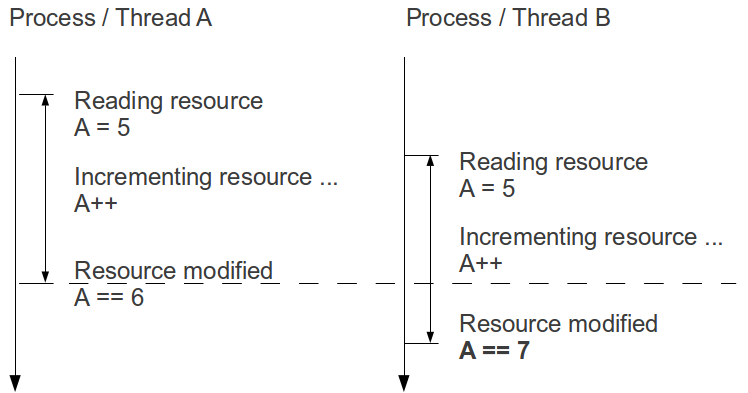 Process / Thread A
Reading resource
A = 5
Incrementing resource ...
A++
Resource modified
A == 6
Process / Thread B
Reading resource
A = 5
Incrementing resource ...
A++
Resource modified
A == 7